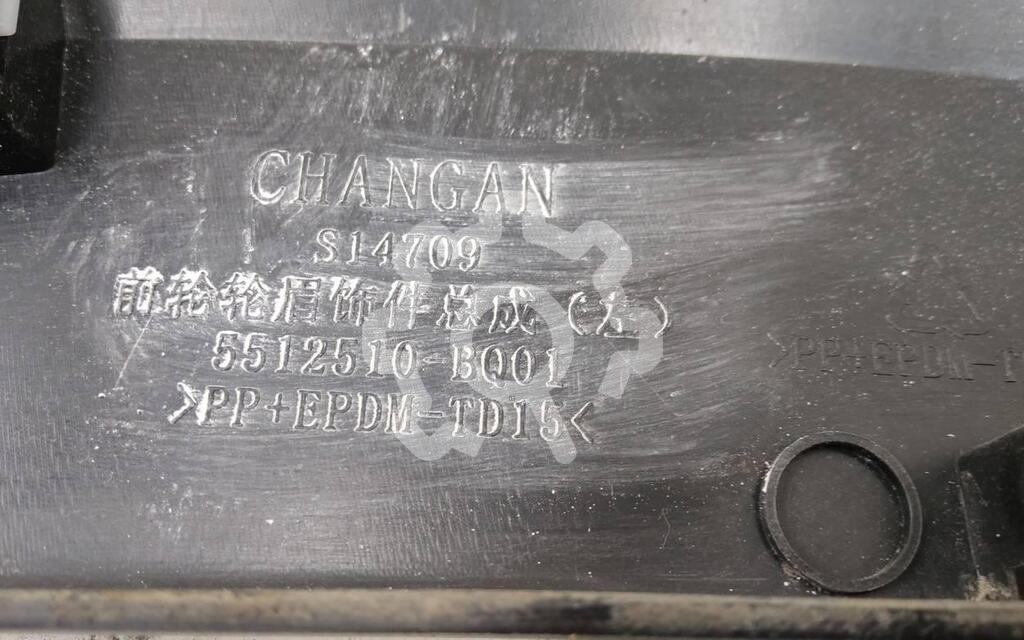 CHANGAN
S14709
前轮轮眉饰件总成(左)
5512510-BQ01
>PP+EPDM-TD15<
>PP+EPDM-T